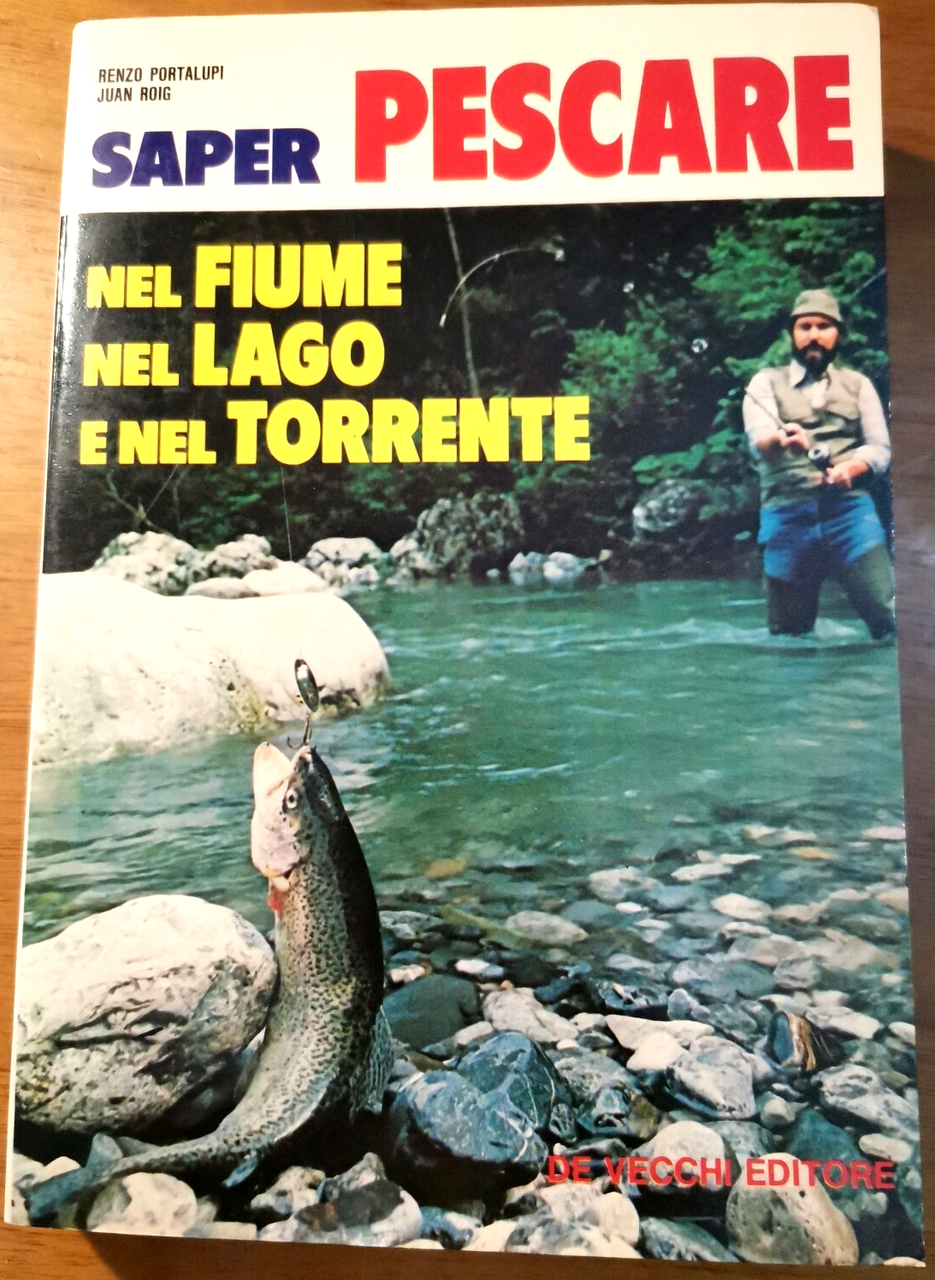 RENZO PORTALUPI
JUAN ROIG
SAPER PESCARE
NEL FIUME
NEL LAGO
E NEL TORRENTE
DE VECCHI EDITORE